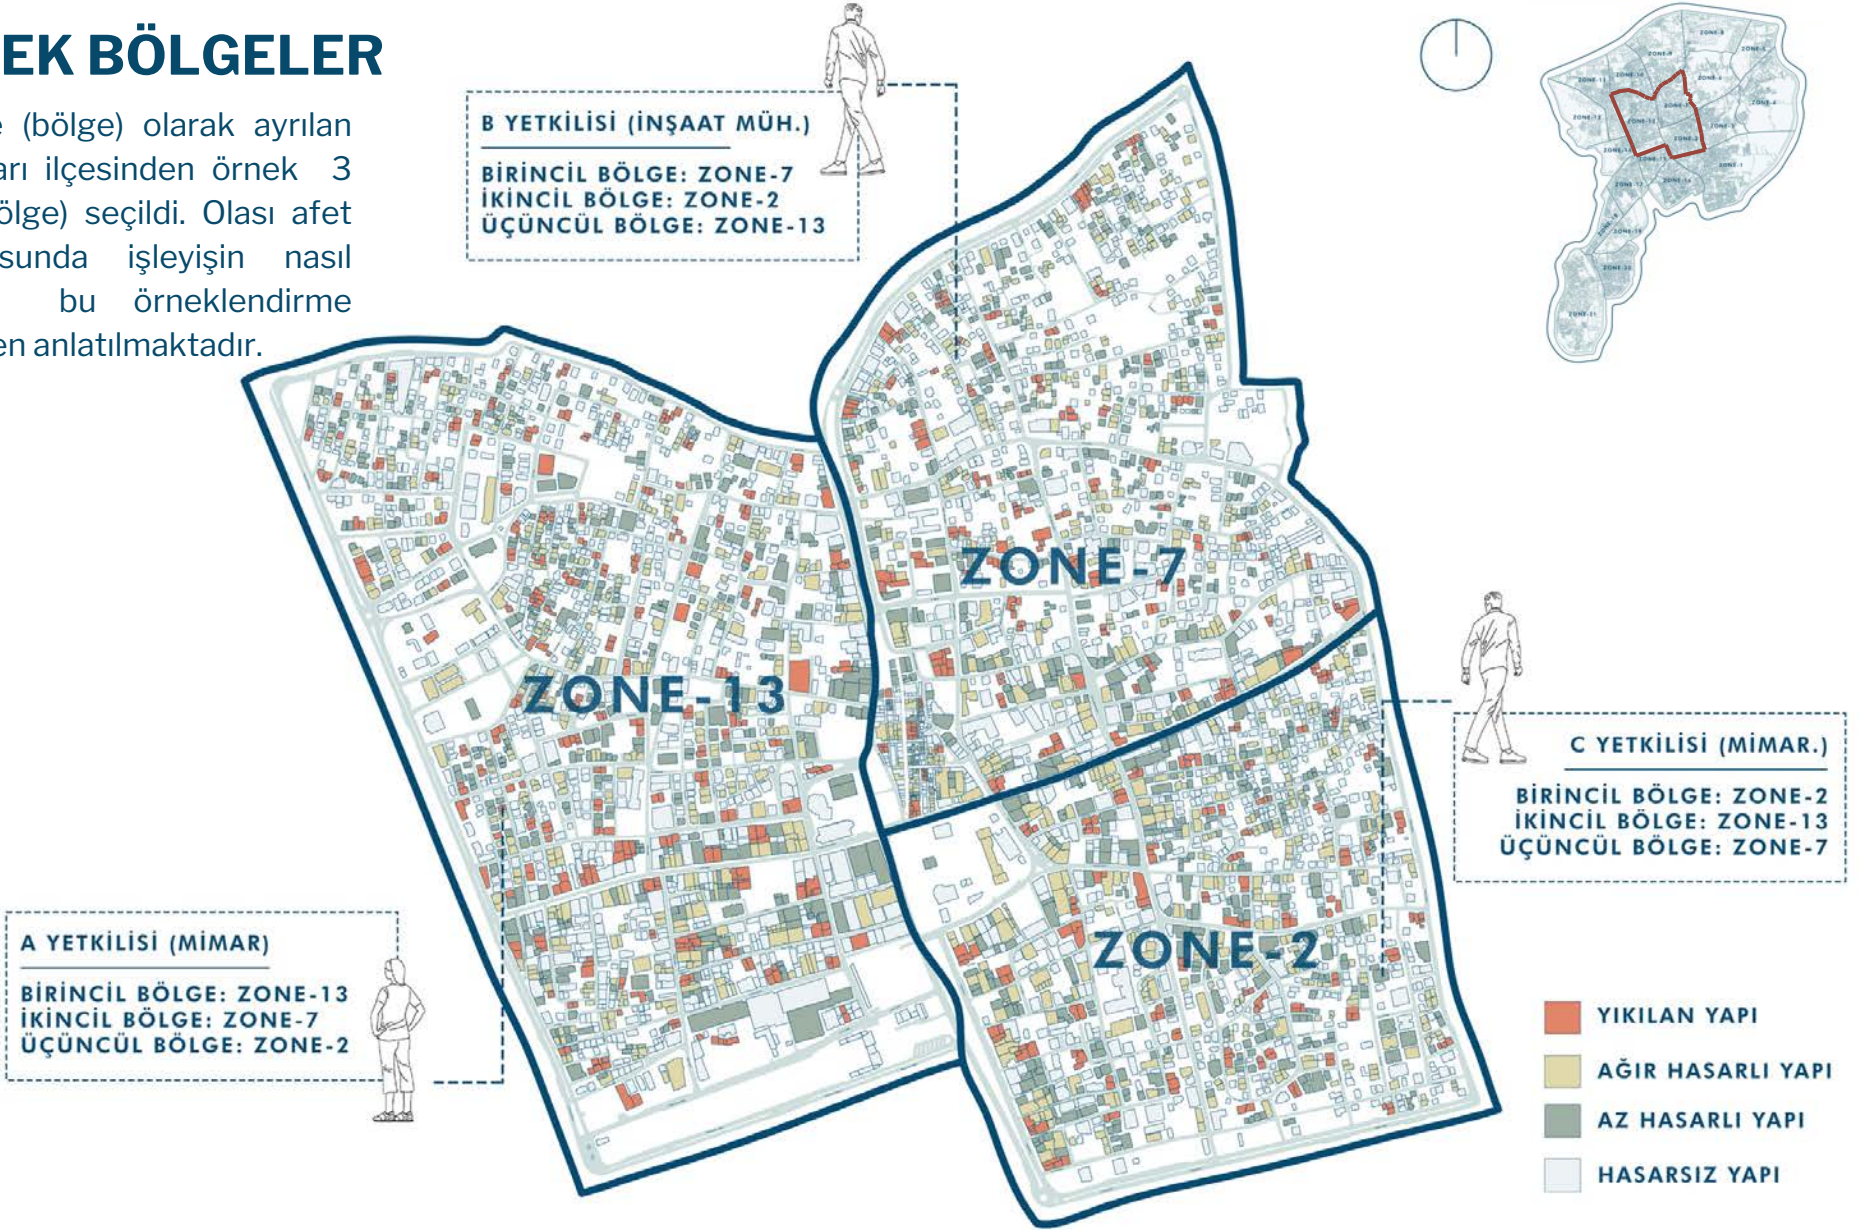 EK BÖLGELER
e (bölge) olarak ayrılan
arı ilçesinden örnek 3
ölge) seçildi. Olası afet
sunda işleyişin nasıl
bu örneklendirme
en anlatılmaktadır.
B YETKİLİSİ (İNŞAAT MÜH.)
BİRİNCİL BÖLGE: ZONE-7
İKİNCİL BÖLGE: ZONE-2
ÜÇÜNCÜL BÖLGE: ZONE-13
ZONE-7
ZONE-13
ZONE-2
C YETKİLİSİ (MİMAR.)
BİRİNCİL BÖLGE: ZONE-2
İKİNCİL BÖLGE: ZONE-13
ÜÇÜNCÜL BÖLGE: ZONE-7
A YETKİLİSİ (MİMAR)
BİRİNCİL BÖLGE: ZONE-13
İKİNCİL BÖLGE: ZONE-7
ÜÇÜNCÜL BÖLGE: ZONE-2
YIKILAN YAPI
AĞIR HASARLI YAPI
AZ HASARLI YAPI
HASARSIZ YAPI